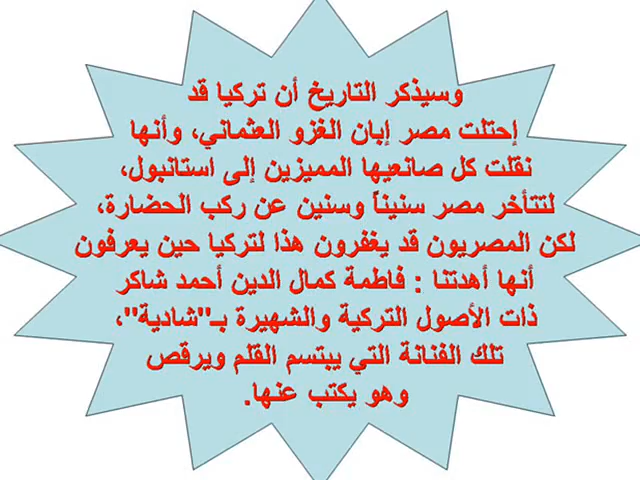 وسيذكر التاريخ أن تركيا قد
إحتلت مصر إبان الغزو العثماني، وأنها
نقلت كل صانعيها المميزين إلى استانبول،
لتتأخر مصر سنيناً وسنين عن ركب الحضارة،
لكن المصريون قد يغفرون هذا لتركيا حين يعرفون
أنها أهدتنا : فاطمة كمال الدين أحمد شاكر
ذات الأصول التركية والشهيرة بـ"شادية"،
تلك الفنانة التي يبتسم القلم ويرقص
وهو يكتب عنها.